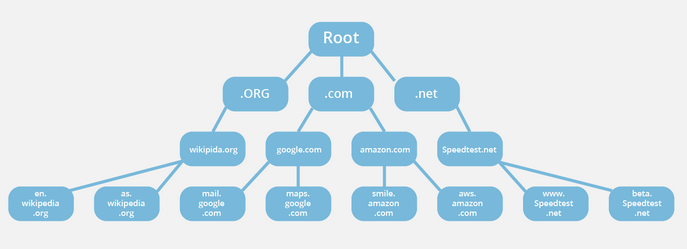 Root
.ORG
.com
.net
wikipida.org
google.com
amazon.com
Speedtest.net
en.
wikipedia
.org
as.
wikipedia
.org
mail.
google
.com
maps.
google
.com
smile.
amazon
.com
aws.
amazon
.com
www.
Speedtest
.net
beta.
Speedtest
.net